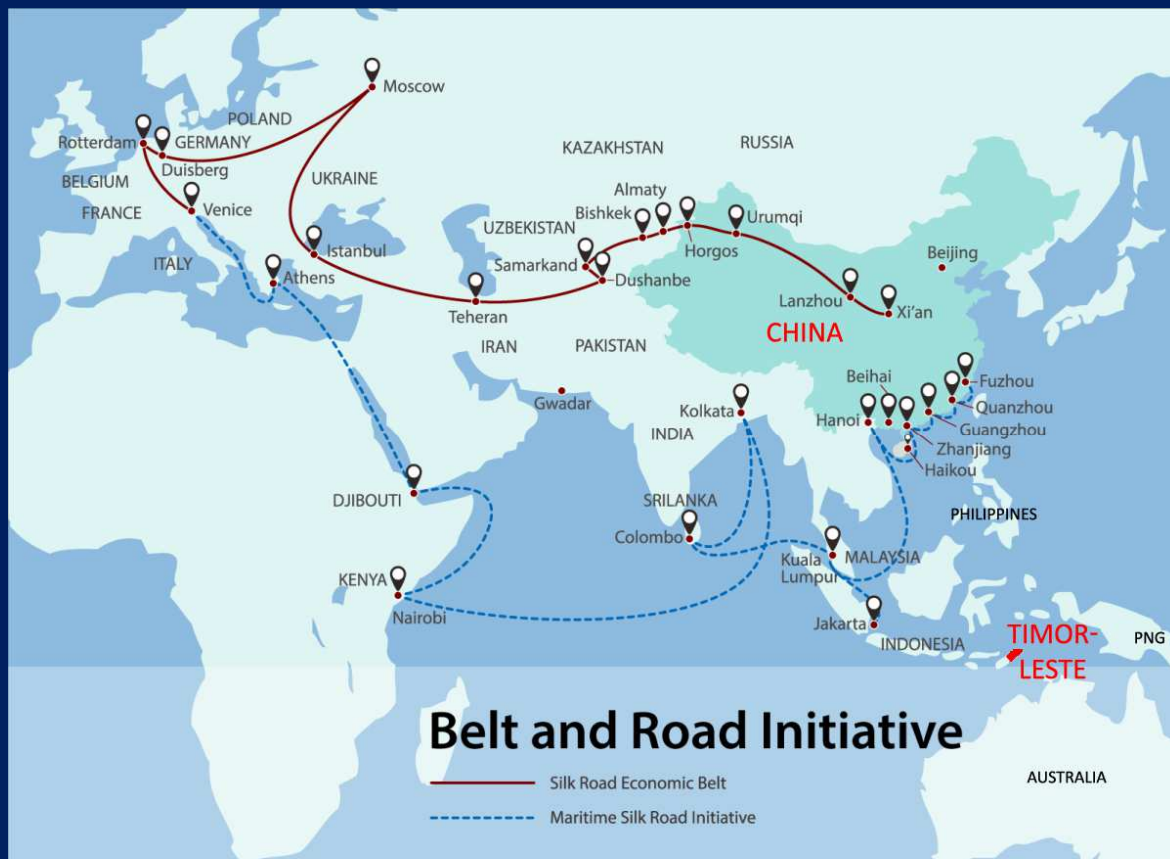 Moscow
POLAND
Rotterdam
GERMANY
Duisberg
BELGIUM
UKRAINE
FRANCE
Venice
ITALY
Istanbul
Athens
KAZAKHSTAN
RUSSIA
Almaty
Bishkek
Urumqi
UZBEKISTAN
Horgos
Samarkand
Dushanbe
Beijing
Teheran
Lanzhou
Xi'an
CHINA
IRAN
PAKISTAN
Gwadar
Beihai
Fuzhou
Kolkata
Hanoi
Quanzhou
INDIA
Guangzhou
Zhanjiang
Haikou
DJIBOUTI
SRILANKA
PHILIPPINES
Colombo
Kuala
Lumpur
MALAYSIA
KENYA
Nairobi
Jakarta
INDONESIA
TIMOR-
LESTE
PNG
Belt and Road Initiative
Silk Road Economic Belt
Maritime Silk Road Initiative
AUSTRALIA